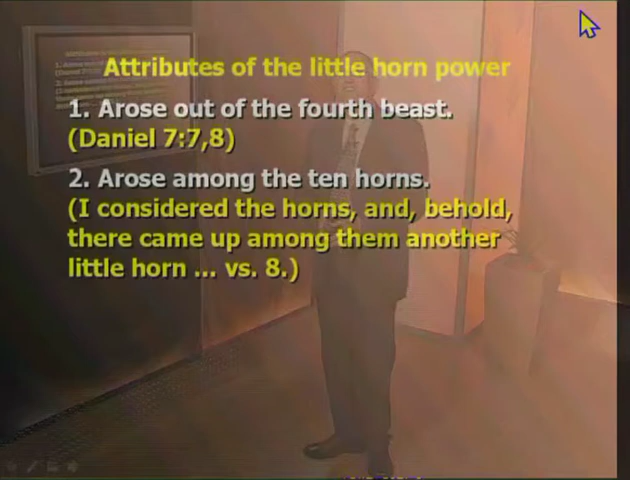 Attributes of the little horn power
1. Arose out of the fourth beast.
(Daniel 7:7,8)
2. Arose among the ten horns.
(I considered the horns, and, behold,
there came up among them another
little horn ... vs. 8.)